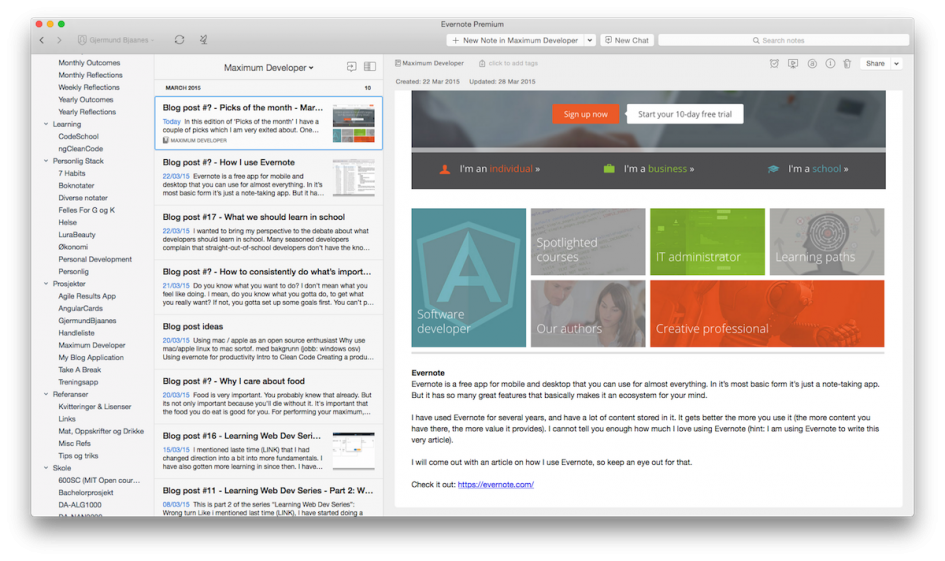 Evernote Premium
Gjermund Bjaanes
+ New Note in Maximum Developer
New Chat
Search notes
Monthly Outcomes
Monthly Reflections
Weekly Reflections
Yearly Outcomes
Yearly Reflections
Learning
CodeSchool
ngCleanCode
Personlig Stack
7 Habits
Boknotater
Diverse notater
Felles For G og K
Helse
LuraBeauty
Økonomi
Personal Development
Personlig
Prosjekter
Agile Results App
AngularCards
GjermundBjaanes
Handleliste
Maximum Developer
My Blog Application
Take A Break
Treningsapp
Referanser
Kvitteringer & Lisenser
Links
Mat, Oppskrifter og Drikke
Misc Refs
Tips og triks
Skole
600SC (MIT Open cour...
Bachelorprosjekt
DA-ALG1000
DA-NAN3000
Maximum Developer
MARCH 2015 10
Blog post #? - Picks of the month - Mar...
Today In this edition of 'Picks of the month' I have a
couple of picks which I am very exited about. One...
MAXIMUM DEVELOPER
Blog post #? - How I use Evernote
22/03/15 Evernote is a free app for mobile and
desktop that you can use for almost everything. In it's
most basic form it's just a note-taking app. But it ha...
Blog post #17 - What we should learn in school
22/03/15 I wanted to bring my perspective to the debate about what
developers should learn in school. Many seasoned developers
complain that straight-out-of-school developers don't have the kno...
Blog post #? - How to consistently do what's import...
21/03/15 Do you know what you want to do? I don't mean what you
feel like doing. I mean, do you know what you gotta do, to get what
you really want? If not, you gotta set up some goals first. You can't p...
Blog post ideas
20/03/15 Using mac / apple as an open source enthusiast Why use
mac/apple linux to mac sortof. med bakgrunn (jobb: windows osv)
Using evernote for productivity Intro to Clean Code Creating a produ...
Blog post #? - Why I care about food
20/03/15 Food is very important. You probably knew that already. But
its not only important because you'll die without it. It's important that
the food you do eat is good for you. For performing your maximum,...
Blog post #16 - Learning Web Dev Seri...
15/03/15 I mentioned last time (LINK) that I had
changed direction into a bit into more fundamentals. I
have also gotten more learning in since then. I have...
Blog post #11 - Learning Web Dev Series - Part 2: W...
08/03/15 This is part 2 of the series "Learning Web Dev Series":
Wrong turn Like i mentioned last time (LINK), I have started doing a
Maximum Developer
click to add tags
Share
Created: 22 Mar 2015 Updated: 28 Mar 2015
Sign up now
Start your 10-day free trial
I'm an individual »
I'm a business »
I'm a school »
Software
developer
Spotlighted
courses
IT administrator
Learning paths
Our authors
Creative professional
Evernote
Evernote is a free app for mobile and desktop that you can use for almost everything. In it's most basic form it's just a note-taking app.
But it has so many great features that basically makes it an ecosystem for your mind.
I have used Evernote for several years, and have a lot of content stored in it. It gets better the more you use it (the more content you
have there, the more value it provides). I cannot tell you enough how much I love using Evernote (hint: I am using Evernote to write this
very article).
I will come out with an article on how I use Evernote, so keep an eye out for that.
Check it out: https://evernote.com/